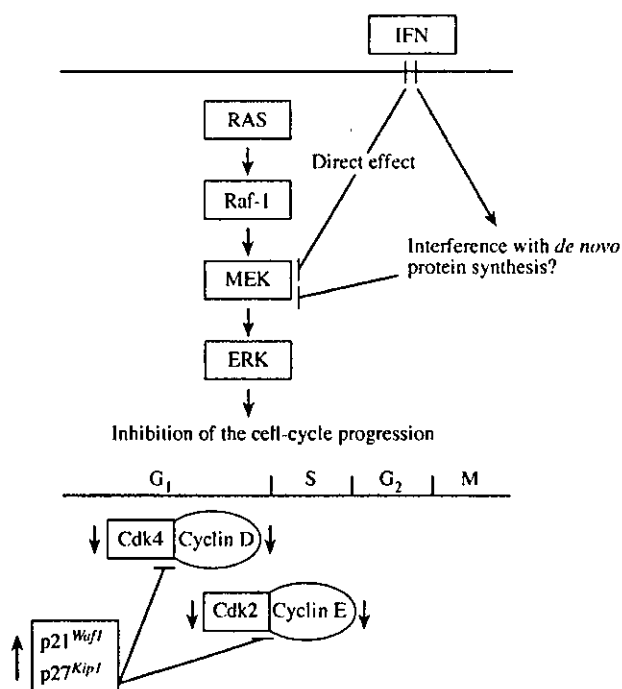 IFN
RAS
Direct effect
Raf-1
Interference with de novo
protein synthesis?
MEK
ERK
Inhibition of the cell-cycle progression
G1 S G2 M
Cdk4 Cyclin D
Cdk2 Cyclin E
p21Waf1
p27Kip1